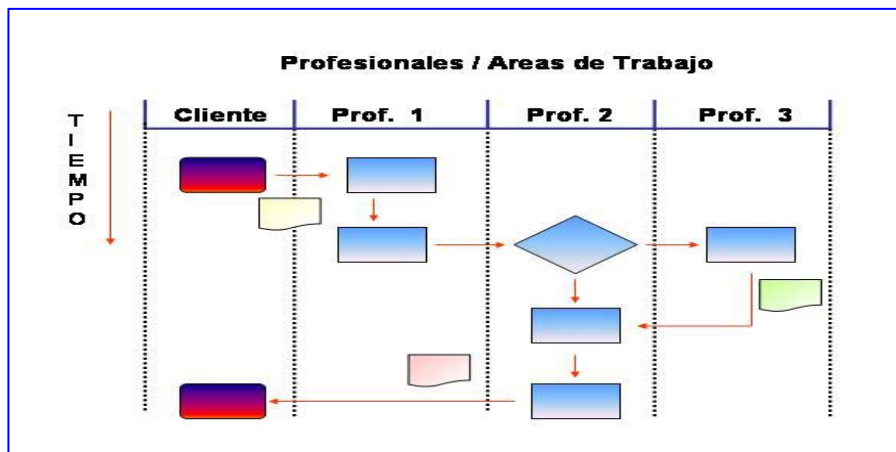 Profesionales / Areas de Trabajo
TIEMPO
Cliente Prof. 1 Prof. 2 Prof. 3